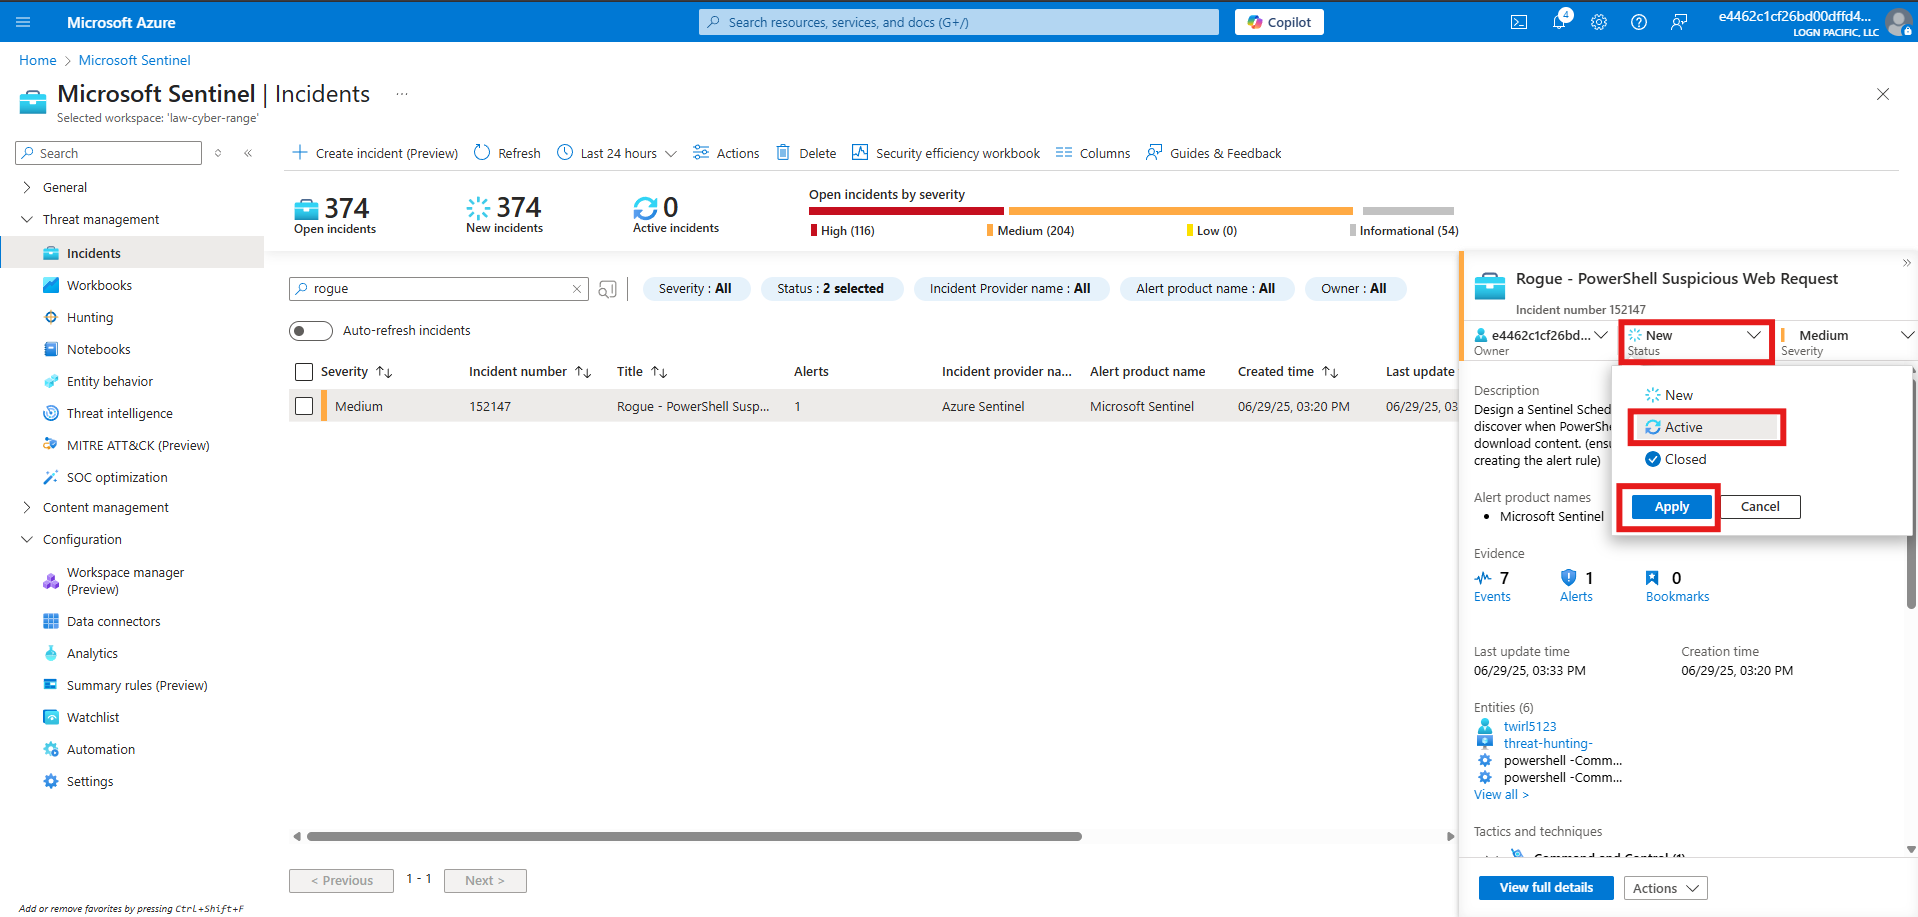 Microsoft Azure
Search resources, services, and docs (G+/)
Copilot
4
e4462c1cf26bd00dffd4...
LOGN PACIFIC, LLC
Home > Microsoft Sentinel
Microsoft Sentinel | Incidents ...
Selected workspace: 'law-cyber-range'
Search
General
Threat management
Incidents
Workbooks
Hunting
Notebooks
Entity behavior
Threat intelligence
MITRE ATT&CK (Preview)
SOC optimization
Content management
Configuration
Workspace manager
(Preview)
Data connectors
Analytics
Summary rules (Preview)
Watchlist
Automation
Settings
Add or remove favorites by pressing Ctrl+Shift+F
Create incident (Preview) Refresh Last 24 hours Actions Delete Security efficiency workbook Columns Guides & Feedback
374
Open incidents
374
New incidents
0
Active incidents
Open incidents by severity
High (116) Medium (204) Low (0) Informational (54)
rogue
Severity : All
Status : 2 selected
Incident Provider name : All
Alert product name : All
Owner : All
Auto-refresh incidents
Severity Incident number Title Alerts Incident provider na... Alert product name Created time Last update
Medium 152147 Rogue - PowerShell Susp... 1 Azure Sentinel Microsoft Sentinel 06/29/25, 03:20 PM 06/29/25, 03
< Previous 1 - 1 Next >
Rogue - PowerShell Suspicious Web Request
Incident number 152147
e4462c1cf26bd...
Owner
New
Status
Medium
Severity
New
Active
Closed
Apply Cancel
Description
Design a Sentinel Sched
discover when PowerShe
download content. (ensu
creating the alert rule)
Alert product names
• Microsoft Sentinel
Evidence
7
Events
1
Alerts
0
Bookmarks
Last update time
06/29/25, 03:33 PM
Creation time
06/29/25, 03:20 PM
Entities (6)
twirl5123
threat-hunting-
powershell -Comm...
powershell -Comm...
View all >
Tactics and techniques
Command and Control (1)
View full details Actions